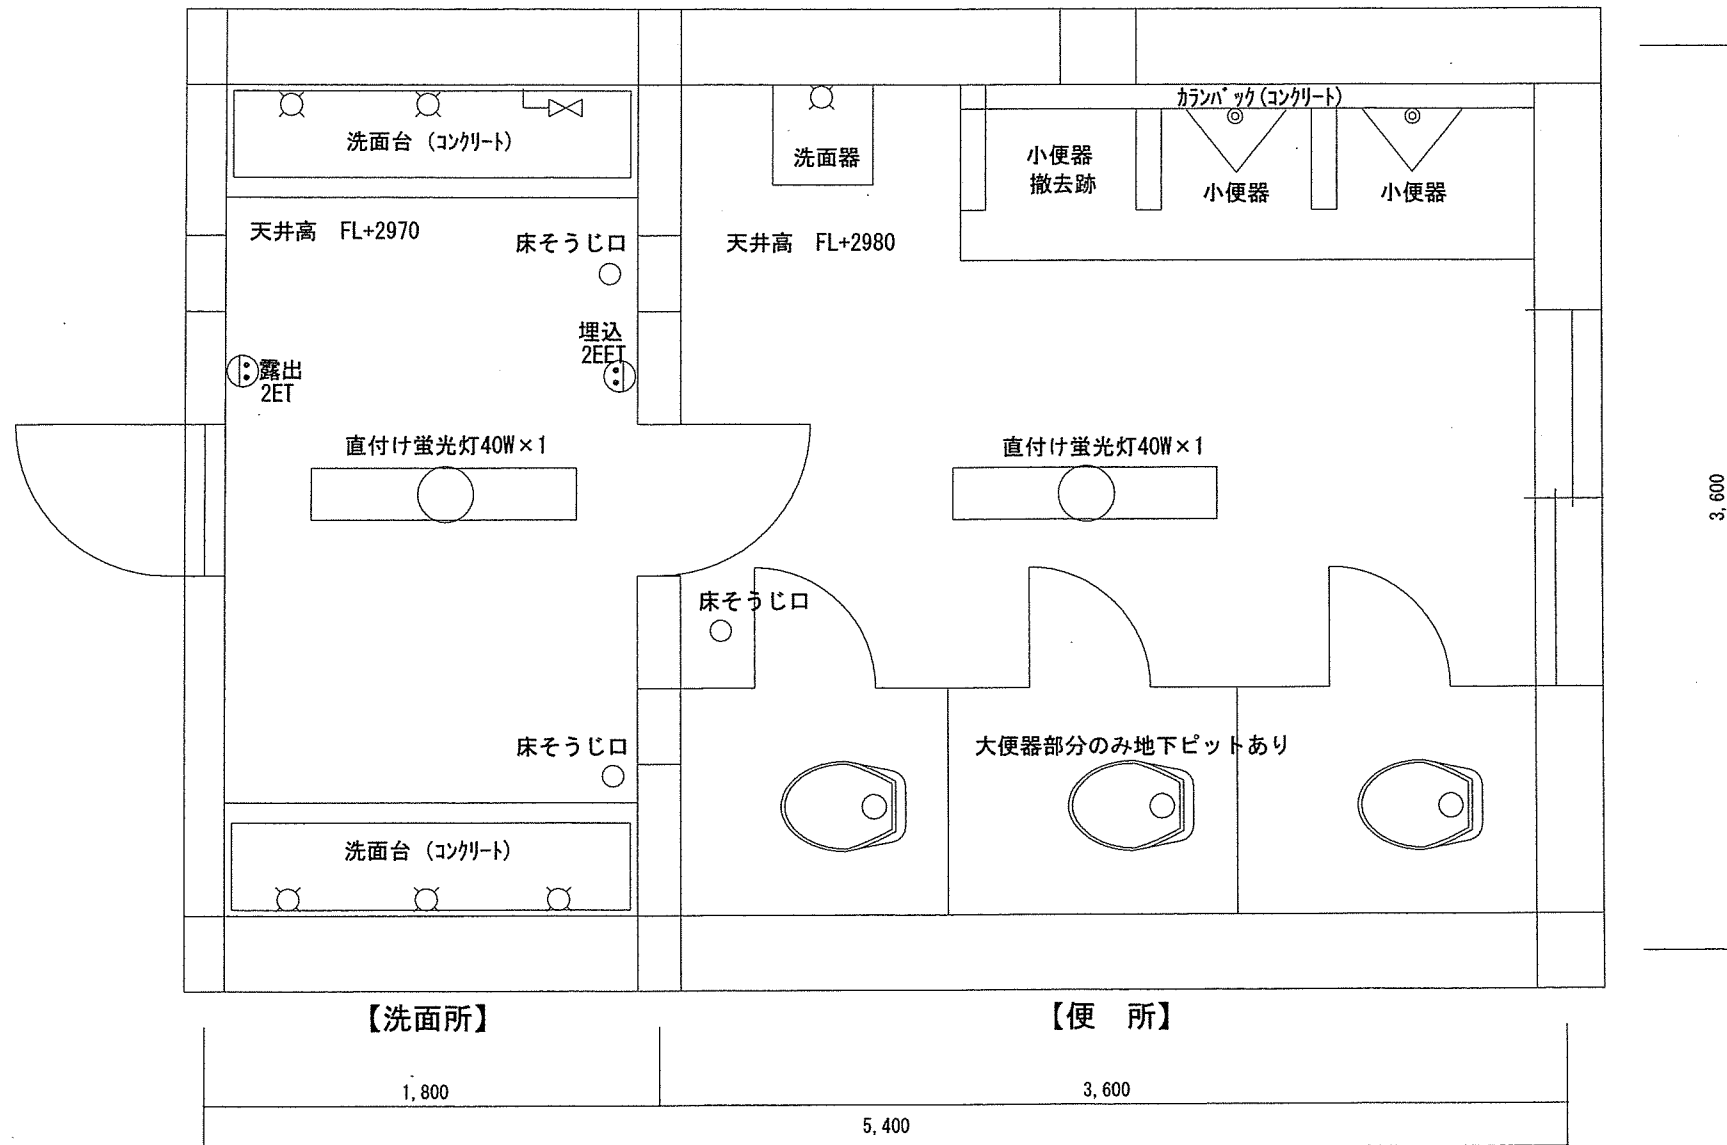 カランバック(コンクリート)
洗面台 (コンクリート)
洗面器
小便器
撤去跡
小便器
小便器
天井高 FL+2970
床そうじ口
天井高 FL+2980
埋込
2EET
露出
2ET
直付け蛍光灯40W×1
直付け蛍光灯40W×1
3,600
床そうじ口
床そうじ口
大便器部分のみ地下ピットあり
洗面台 (コンクリート)
【洗面所】
【便 所】
1,800
3,600
5,400